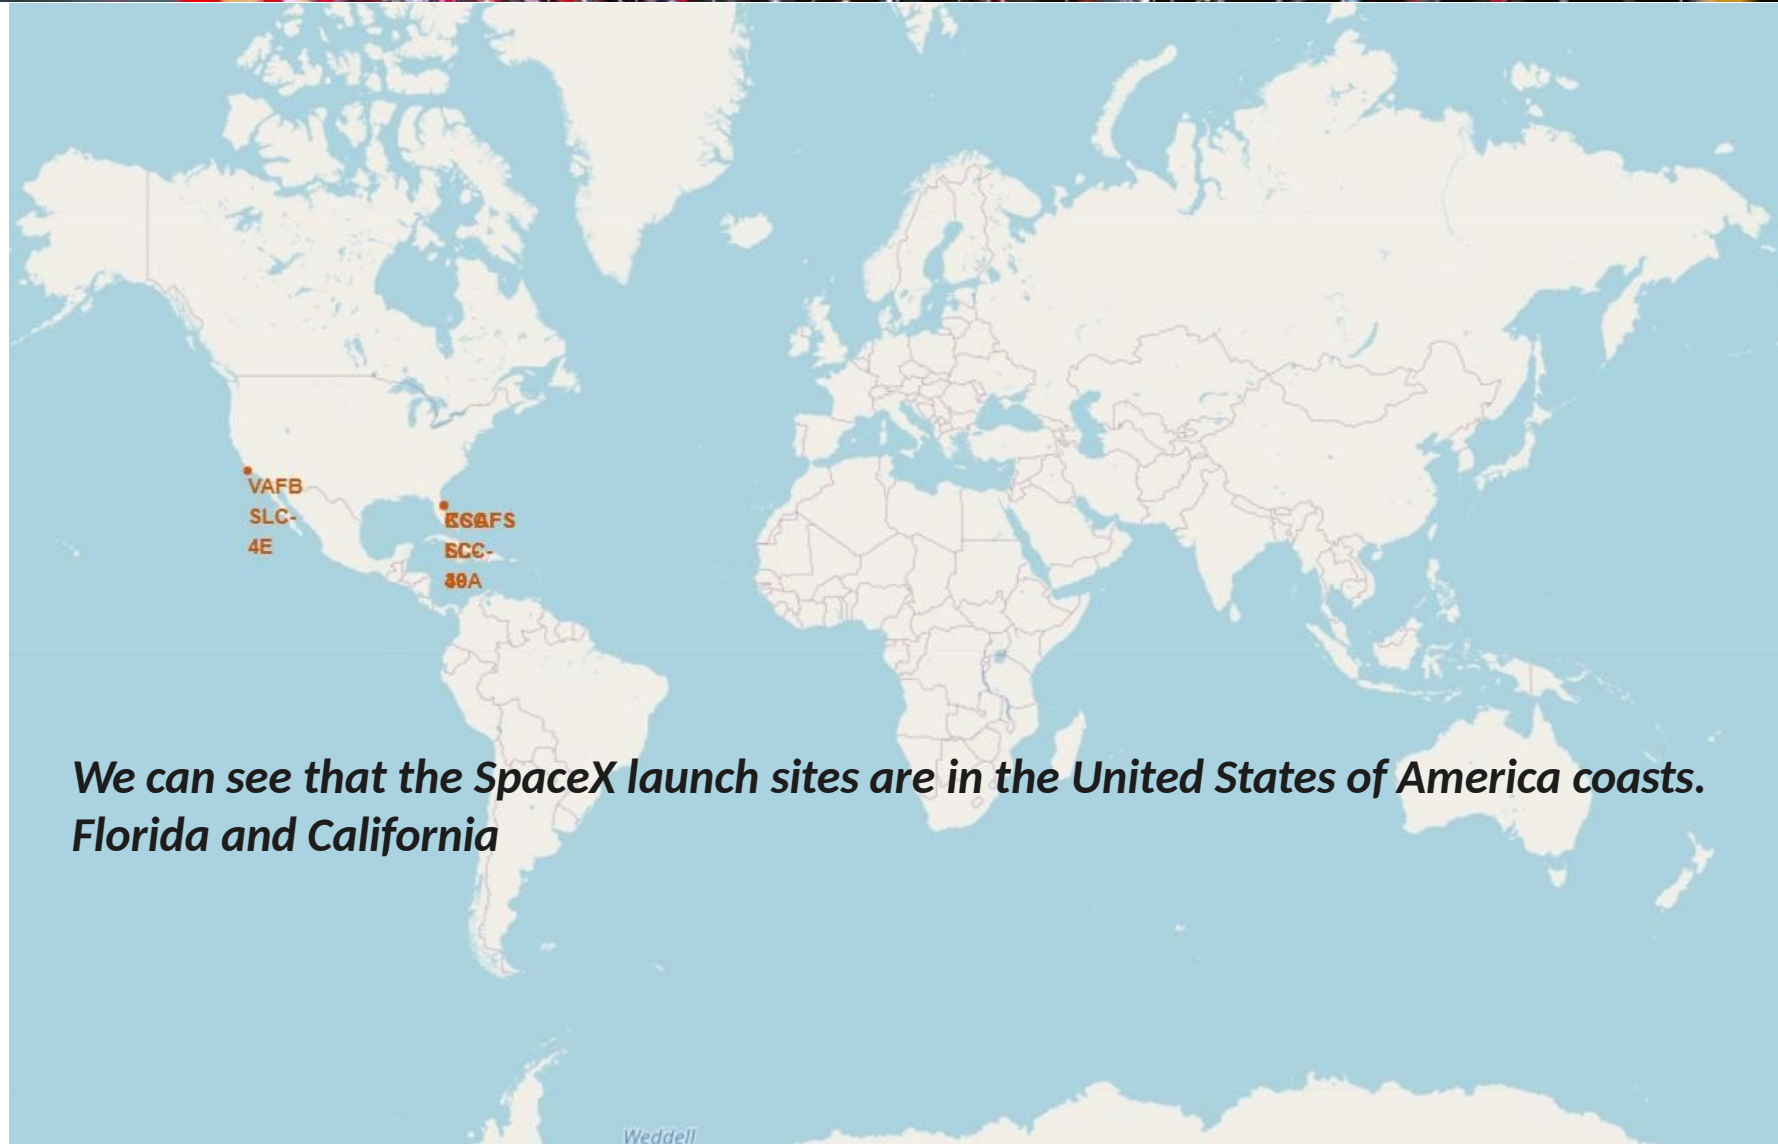 VAFB
SLC-
4E
We can see that the SpaceX launch sites are in the United States of America coasts.
Florida and California
Weddell